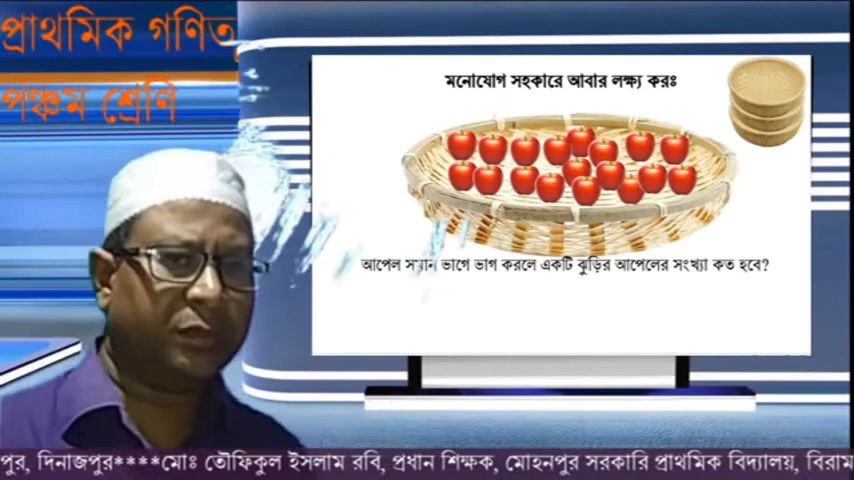 প্রাথমিক গণিত
পঞ্চম শ্রেণি
মনোযোগ সহকারে আবার লক্ষ্য করঃ
আপেল সমান ভাগে ভাগ করলে একটি ঝুড়ির আপেলের সংখ্যা কত হবে?
পুর, দিনাজপুর****মোঃ তৌফিকুল ইসলাম রবি, প্রধান শিক্ষক, মোহনপুর সরকারি প্রাথমিক বিদ্যালয়, বিরাম